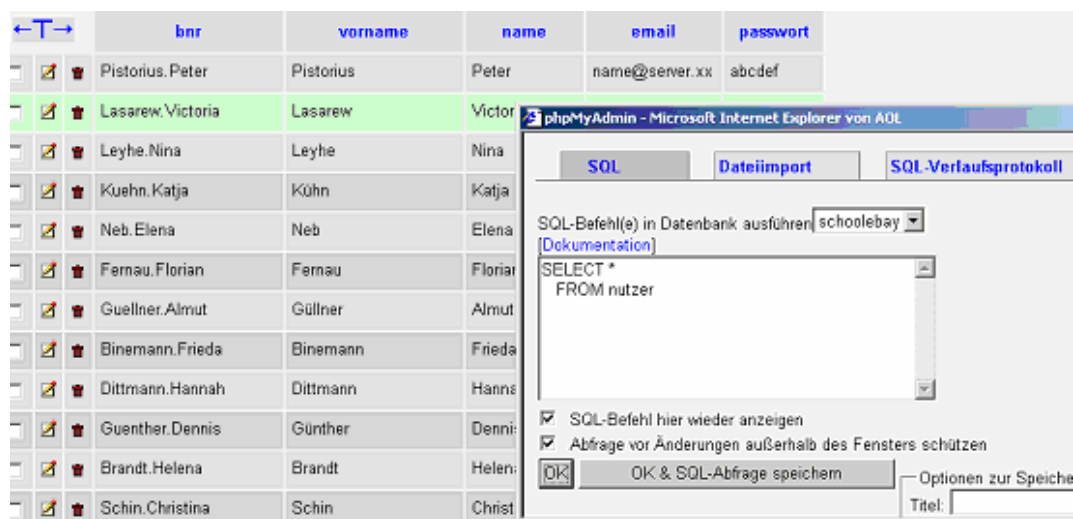 ←T→ bnr vorname name email passwort
Pistorius.Peter Pistorius Peter name@server.xx abcdef
Lasarew.Victoria Lasarew Victor
Leyhe.Nina Leyhe Nina
Kuehn.Katja Kühn Katja
Neb.Elena Neb Elena
Fernau.Florian Fernau Florian
Guellner.Almut Güllner Almut
Binemann.Frieda Binemann Frieda
Dittmann.Hannah Dittmann Hanna
Guenther.Dennis Günther Dennis
Brandt.Helena Brandt Helen
Schin.Christina Schin Christ
phpMyAdmin - Microsoft Internet Explorer von AOL
SQL Dateiimport SQL-Verlaufsprotokoll
SQL-Befehl(e) in Datenbank ausführen schoolebay
[Dokumentation]
SELECT *
FROM nutzer
SQL-Befehl hier wieder anzeigen
Abfrage vor Änderungen außerhalb des Fensters schützen
OK OK & SQL-Abfrage speichern
Optionen zur Speiche
Titel: